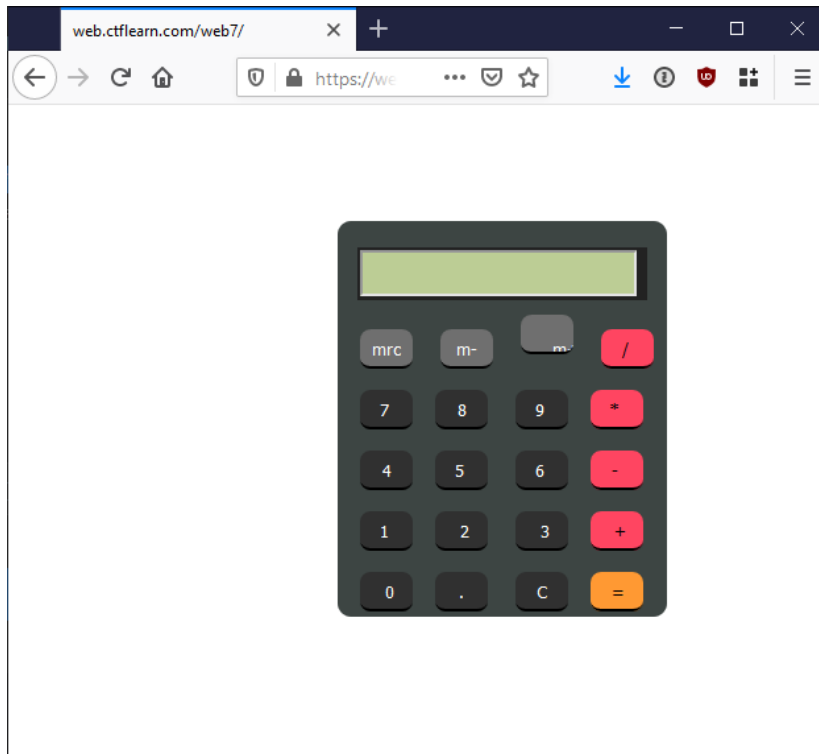 web.ctflearn.com/web7/
https://we
mrc m- m- /
7 8 9 *
4 5 6 -
1 2 3 +
0 . C =